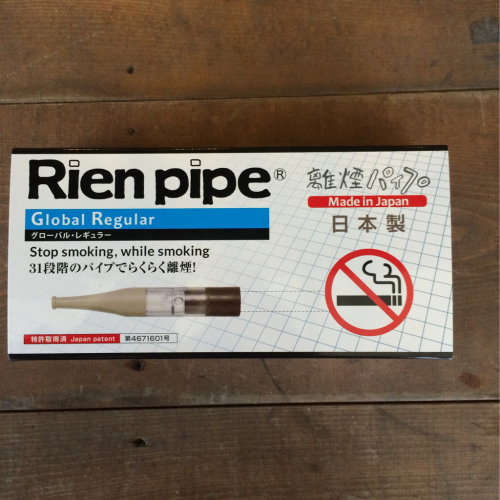 Rien pipe®
Global Regular
グローバル・レギュラー
Stop smoking, while smoking
31段階のパイプでらくらく離煙!
特許取得済 Japan patent 第4671601号
離煙パイプ®
Made in Japan
日本製